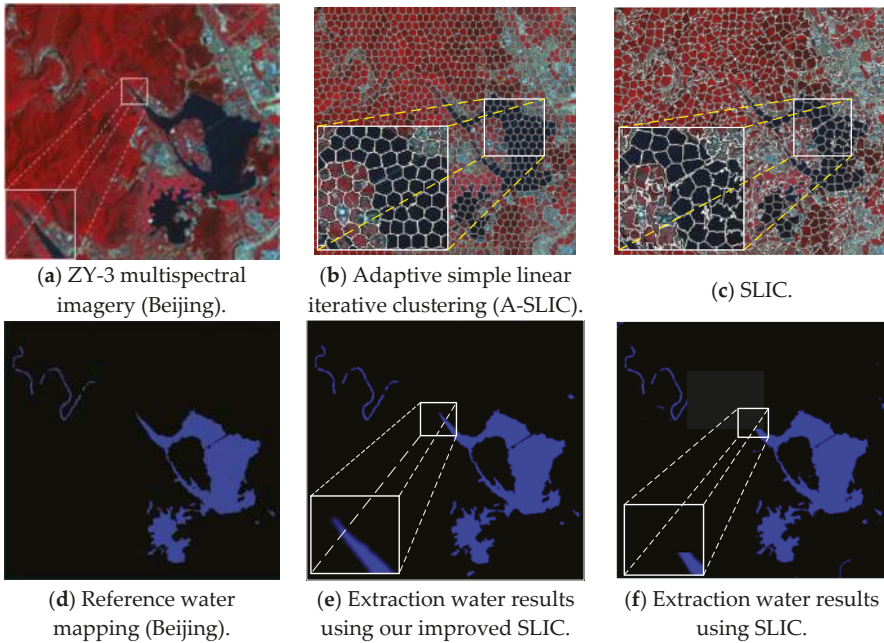 (a) ZY-3 multispectral
imagery (Beijing).
(b) Adaptive simple linear
iterative clustering (A-SLIC).
(c) SLIC.
(d) Reference water
mapping (Beijing).
(e) Extraction water results
using our improved SLIC.
(f) Extraction water results
using SLIC.